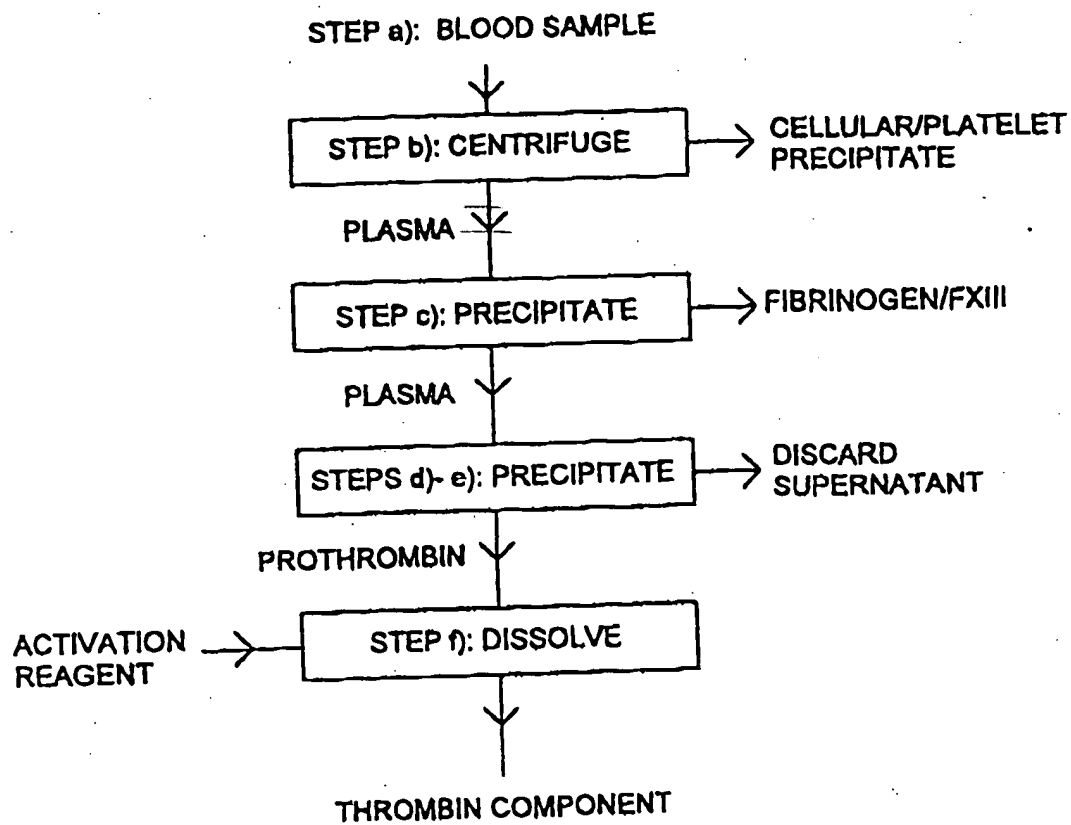 STEP a): BLOOD SAMPLE
STEP b): CENTRIFUGE
CELLULAR/PLATELET
PRECIPITATE
PLASMA
STEP c): PRECIPITATE
FIBRINOGEN/FXIII
PLASMA
STEPS d)- e): PRECIPITATE
DISCARD
SUPERNATANT
PROTHROMBIN
ACTIVATION
REAGENT
STEP f): DISSOLVE
THROMBIN COMPONENT